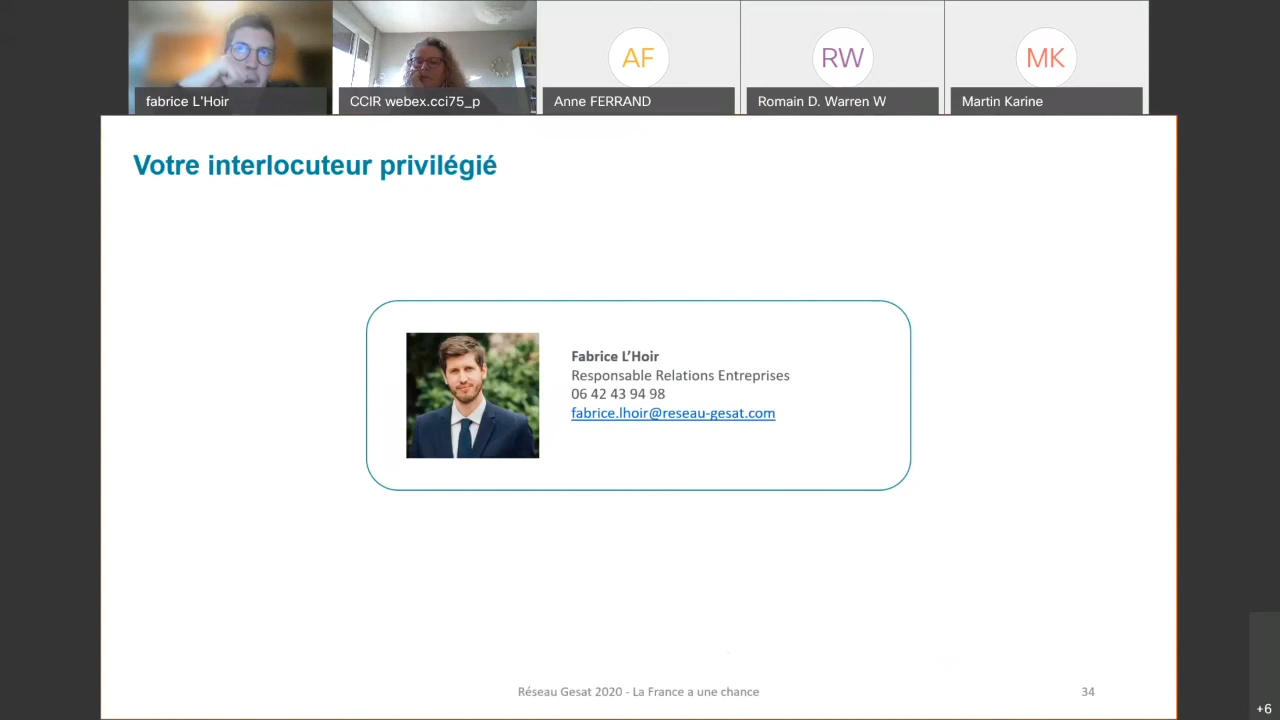 AF
RW
MK
fabrice L'Hoir
CCIR webex.cci75_p
Anne FERRAND
Romain D. Warren W
Martin Karine
Votre interlocuteur privilégié
Fabrice L'Hoir
Responsable Relations Entreprises
06 42 43 94 98
fabrice.lhoir@reseau-gesat.com
Réseau Gesat 2020 - La France a une chance
34
+6